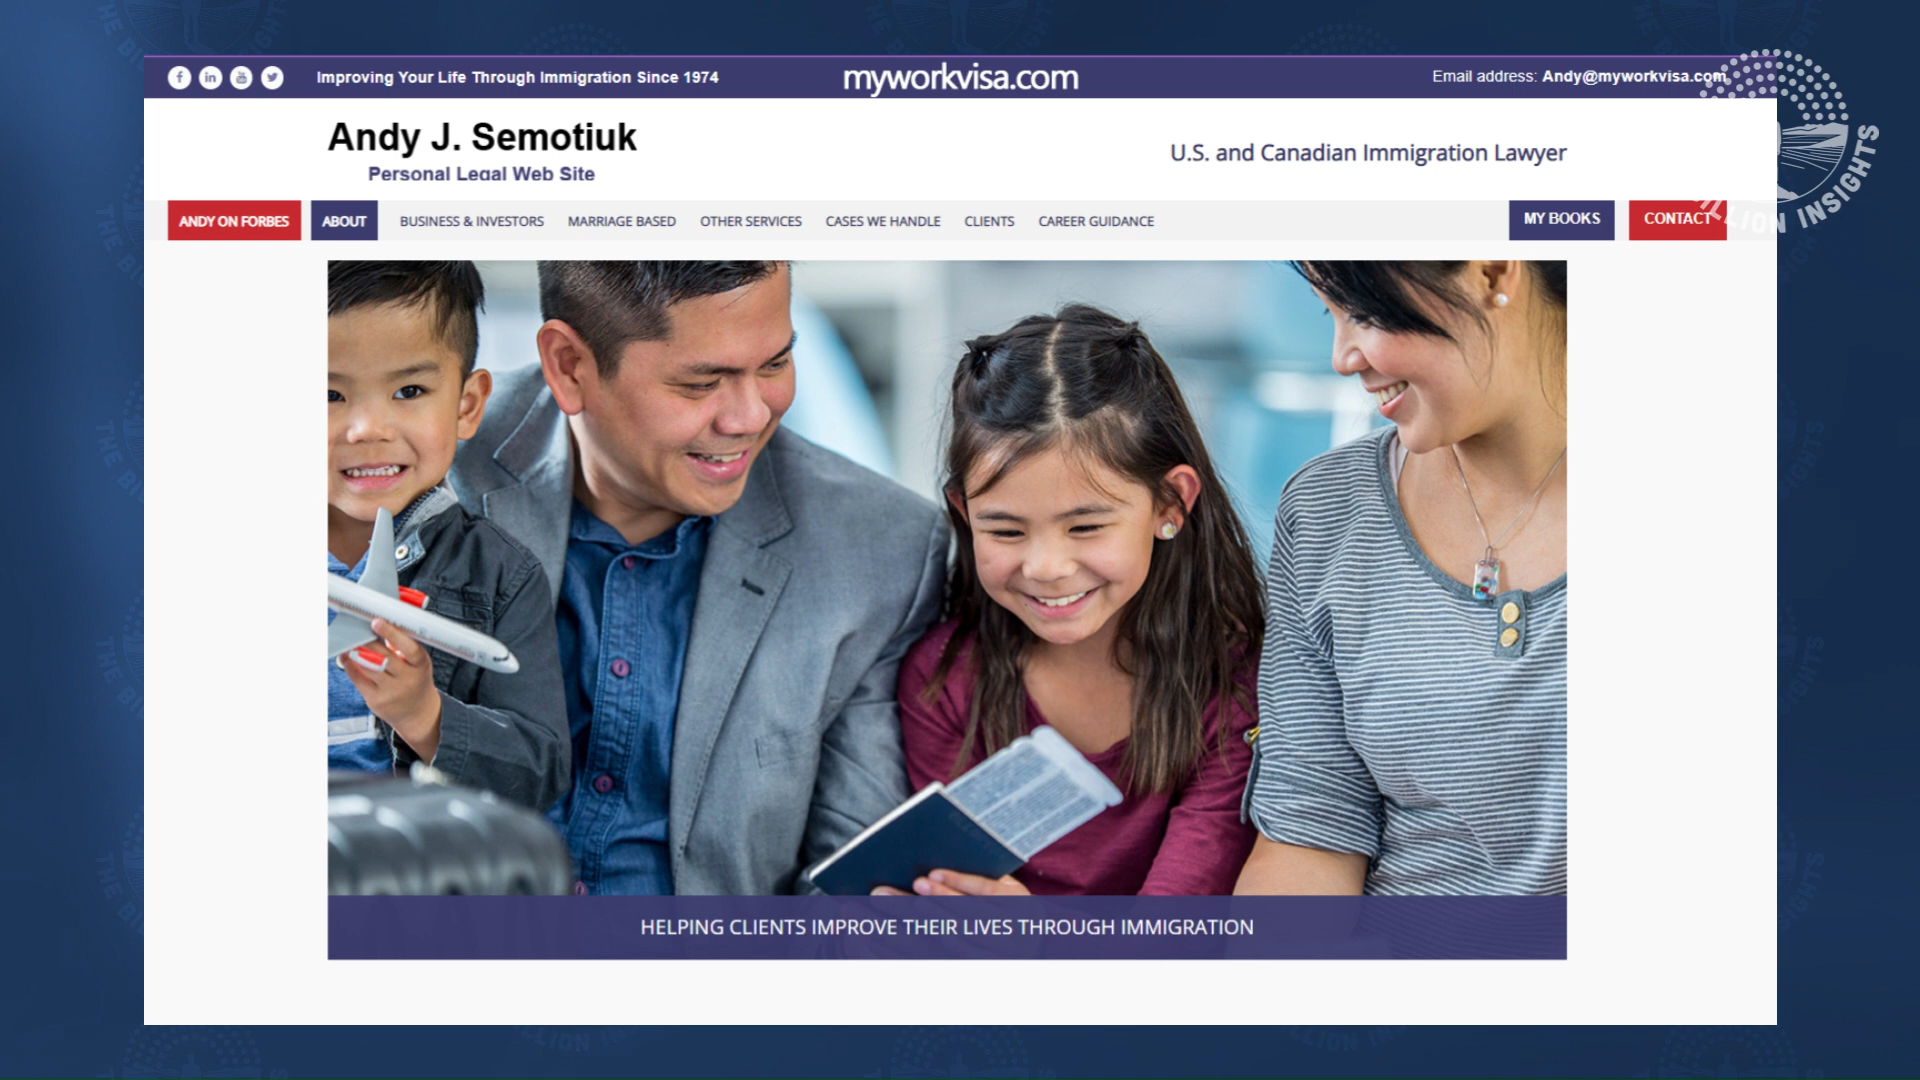 Improving Your Life Through Immigration Since 1974
myworkvisa.com
Email address: Andy@myworkvisa.com
Andy J. Semotiuk
Personal Legal Web Site
U.S. and Canadian Immigration Lawyer
ANDY ON FORBES
ABOUT
BUSINESS & INVESTORS
MARRIAGE BASED
OTHER SERVICES
CASES WE HANDLE
CLIENTS
CAREER GUIDANCE
MY BOOKS
CONTACT
INSIGHTS
HELPING CLIENTS IMPROVE THEIR LIVES THROUGH IMMIGRATION